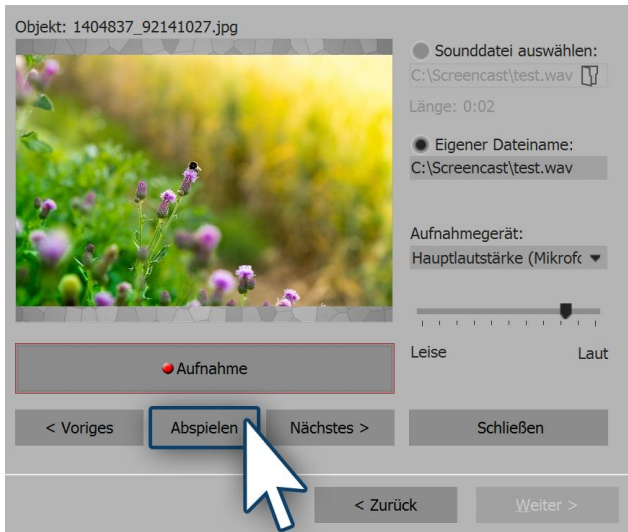 Objekt: 1404837_92141027.jpg
Sounddatei auswählen:
C:\Screencast\test.wav
Länge: 0:02
Eigener Dateiname:
C:\Screencast\test.wav
Aufnahmegerät:
Hauptlautstärke (Mikrofo
Leise Laut
Aufnahme
< Voriges Abspielen Nächstes > Schließen
< Zurück Weiter >